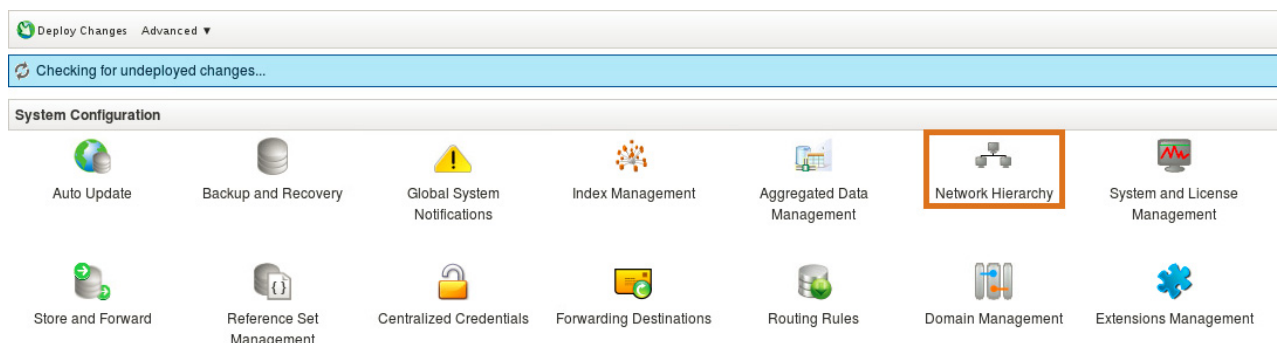 Deploy Changes Advanced ▼
Checking for undeployed changes...
System Configuration
Auto Update Backup and Recovery Global System Notifications Index Management Aggregated Data Management Network Hierarchy System and License Management
Store and Forward Reference Set Management Centralized Credentials Forwarding Destinations Routing Rules Domain Management Extensions Management